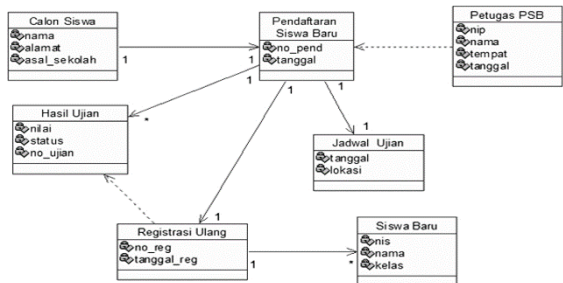 Calon Siswa
nama
alamat
asal_sekolah
Pendaftaran
Siswa Baru
no_pend
tanggal
Petugas PSB
nip
nama
tempat
tanggal
1
1
1
1
1
*
Hasil Ujian
nilai
status
no_ujian
1
Jadwal Ujian
tanggal
lokasi
1
Registrasi Ulang
no_reg
tanggal_reg
1
*
Siswa Baru
nis
nama
kelas